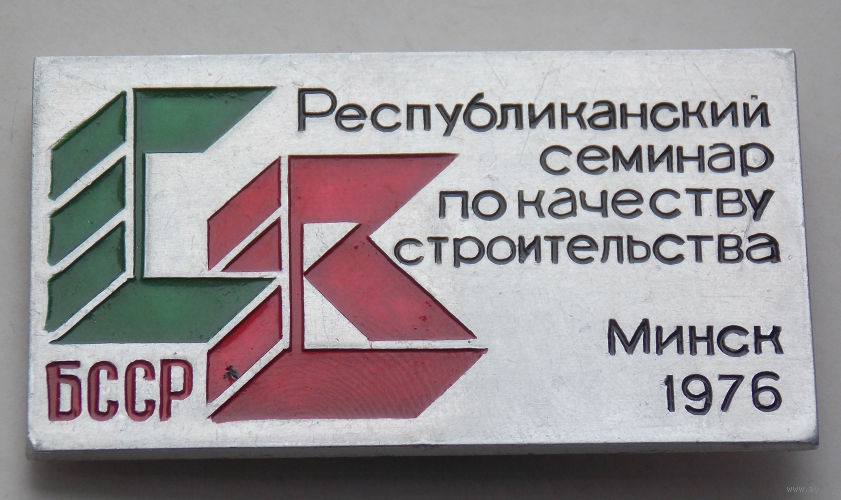 Республиканский
семинар
по качеству
строительства
Минск
1976
БССР